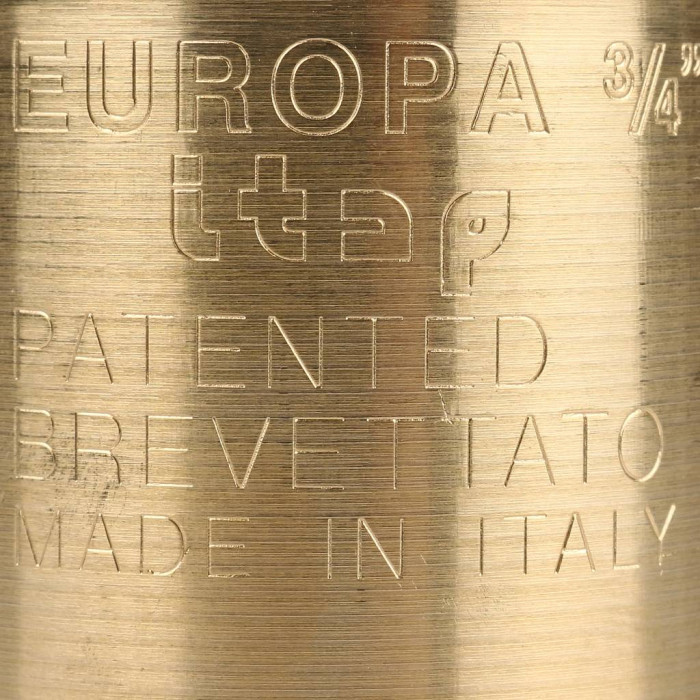 EUROPA 3/4"
itap
PATENTED
BREVETTATO
MADE IN ITALY